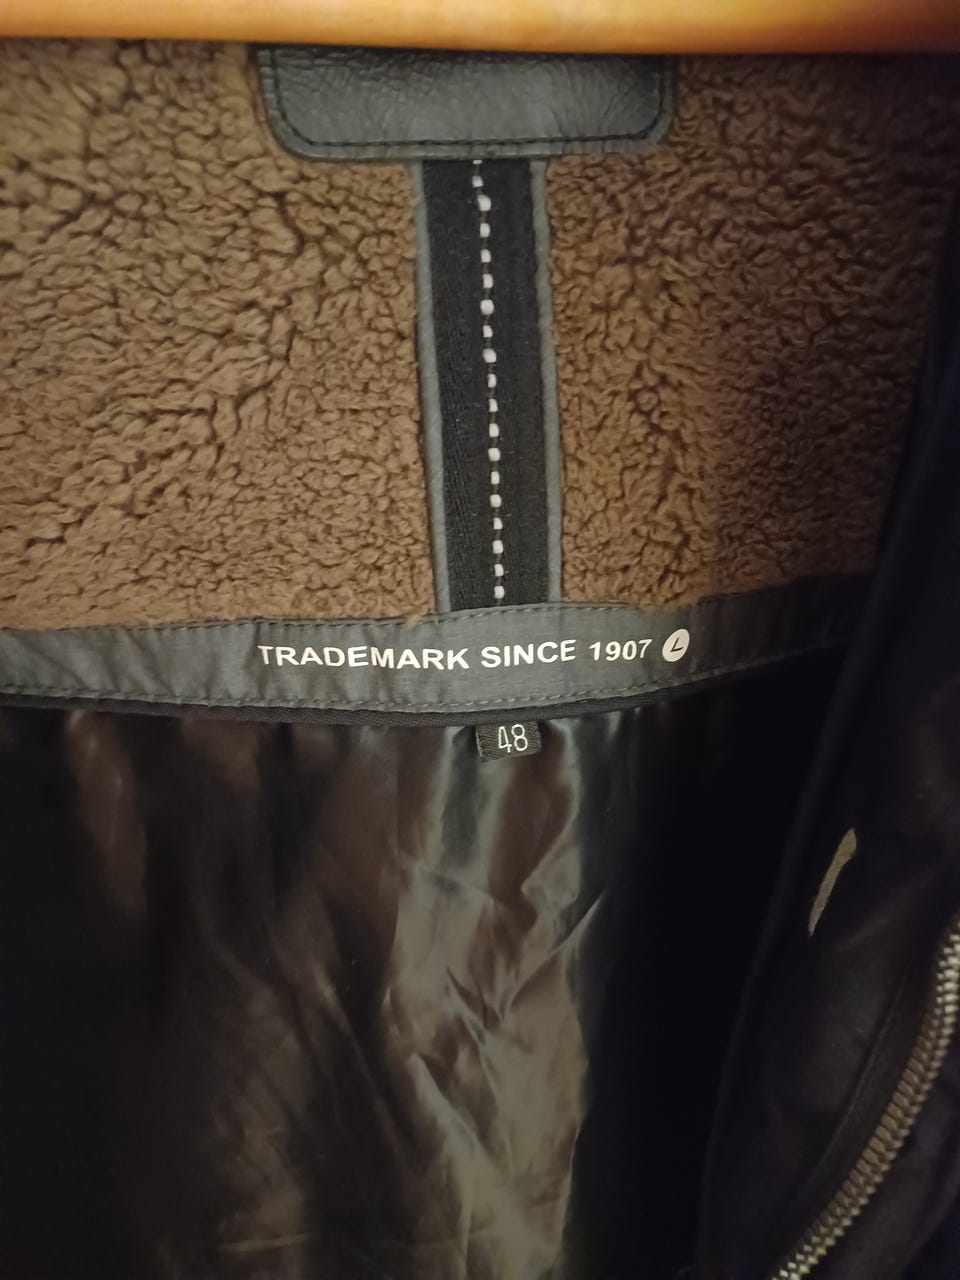 TRADEMARK SINCE 1907 L
48